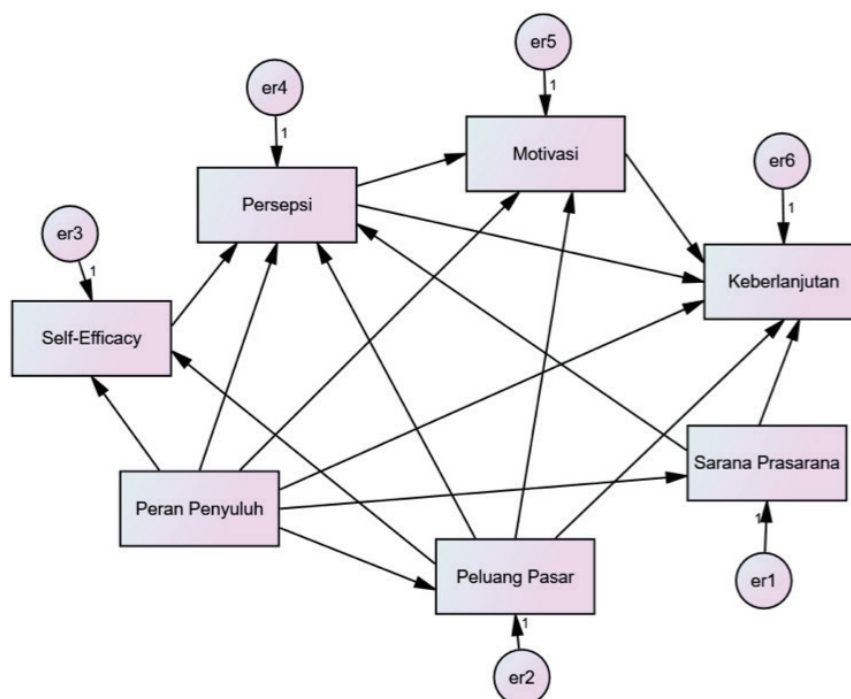 er5
1
er4
1
Motivasi
er6
1
Persepsi
er3
1
Keberlanjutan
Self-Efficacy
Sarana Prasarana
Peran Penyuluh
1
Peluang Pasar
er1
1
er2